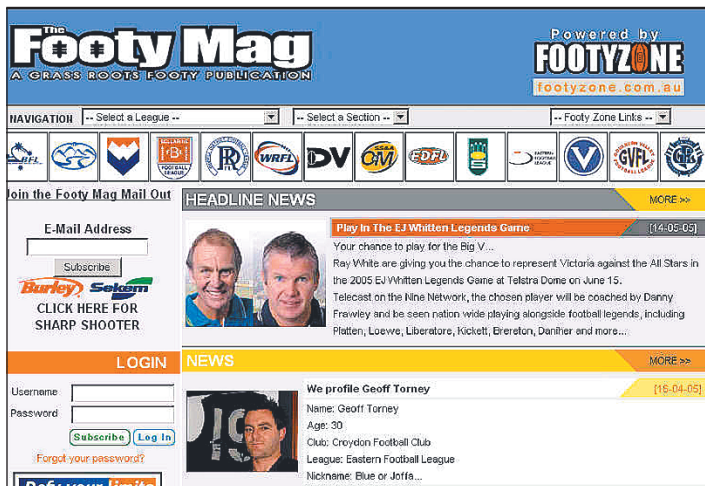 The
Footy Mag
A GRASS ROOTS FOOTY PUBLICATION
Powered by
FOOTYZONE
footyzone.com.au
NAVIGATION
-- Select a League --
-- Select a Section --
-- Footy Zone Links --
RFL
WRFL
DV
EDFL
V
GVFL
Join the Footy Mag Mail Out
E-Mail Address
Subscribe
Burley Sekem
CLICK HERE FOR
SHARP SHOOTER
HEADLINE NEWS
MORE >>
Play In The EJ Whitten Legends Game
[14-05-05]
Your chance to play for the Big V...
Ray White are giving you the chance to represent Victoria against the All Stars in
the 2005 EJ Whitten Legends Game at Telstra Dome on June 15.
Telecast on the Nine Network, the chosen player will be coached by Danny
Frawley and be seen nation wide playing alongside football legends, including
Platten, Loewe, Liberatore, Kickett, Brereton, Daniher and more...
LOGIN
Username
Password
Subscribe Log In
Forgot your password?
Defy your limits
NEWS
MORE >>
We profile Geoff Torney
[16-04-05]
Name: Geoff Torney
Age: 30
Club: Croydon Football Club
League: Eastern Football League
Nickname: Blue or Joffa...